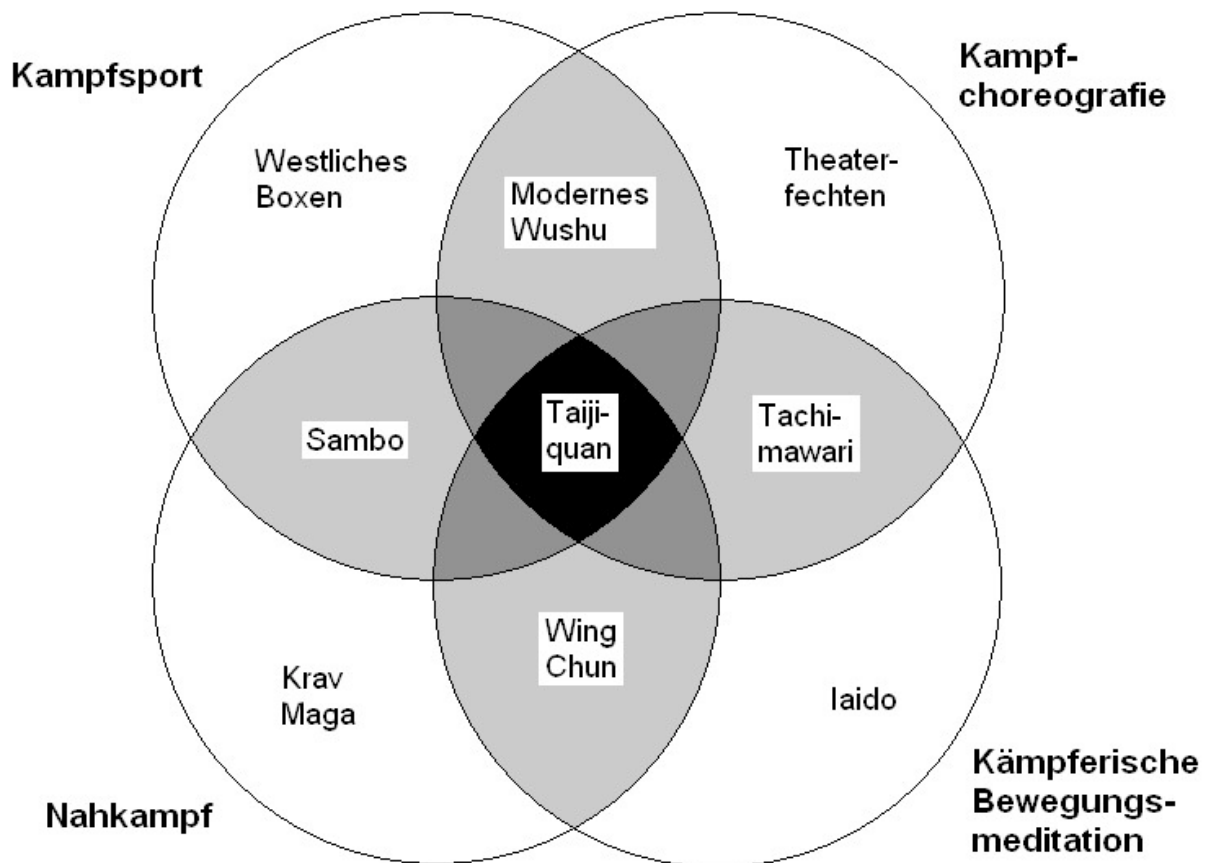 Kampfsport
Kampf-
choreografie
Westliches
Boxen
Modernes
Wushu
Theater-
fechten
Sambo
Taiji-
quan
Tachi-
mawari
Krav
Maga
Wing
Chun
Iaido
Nahkampf
Kämpferische
Bewegungs-
meditation